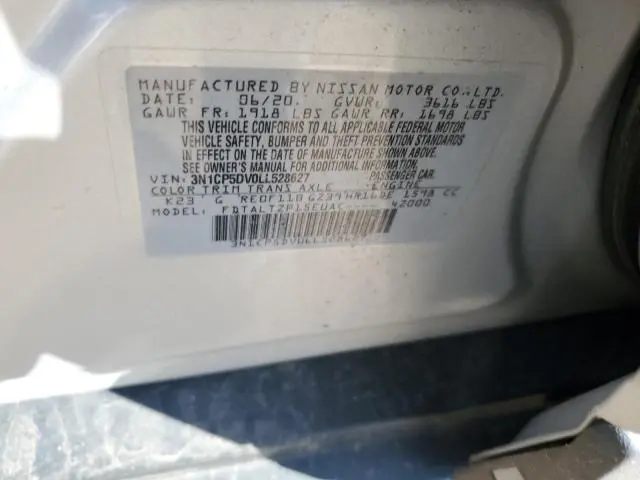 MANUFACTURED BY NISSAN MOTOR CO.,LTD.
DATE: 06/20. GVWR: 3616 LBS
GAWR FR: 1918 LBS GAWR RR: 1698 LBS
THIS VEHICLE CONFORMS TO ALL APPLICABLE FEDERAL MOTOR
VEHICLE SAFETY, BUMPER AND THEFT PREVENTION STANDARDS
IN EFFECT ON THE DATE OF MANUFACTURE SHOWN ABOVE.
SEE OWNER'S MANUAL FOR ADDITIONAL INFORMATION.
VIN: 3N1CP5DV0LL528627 PASSENGER CAR.
COLOR TRIM TRANS AXLE ENGINE
K23 G RE0F11B HR16DE 1598 CC
MODEL: 42000